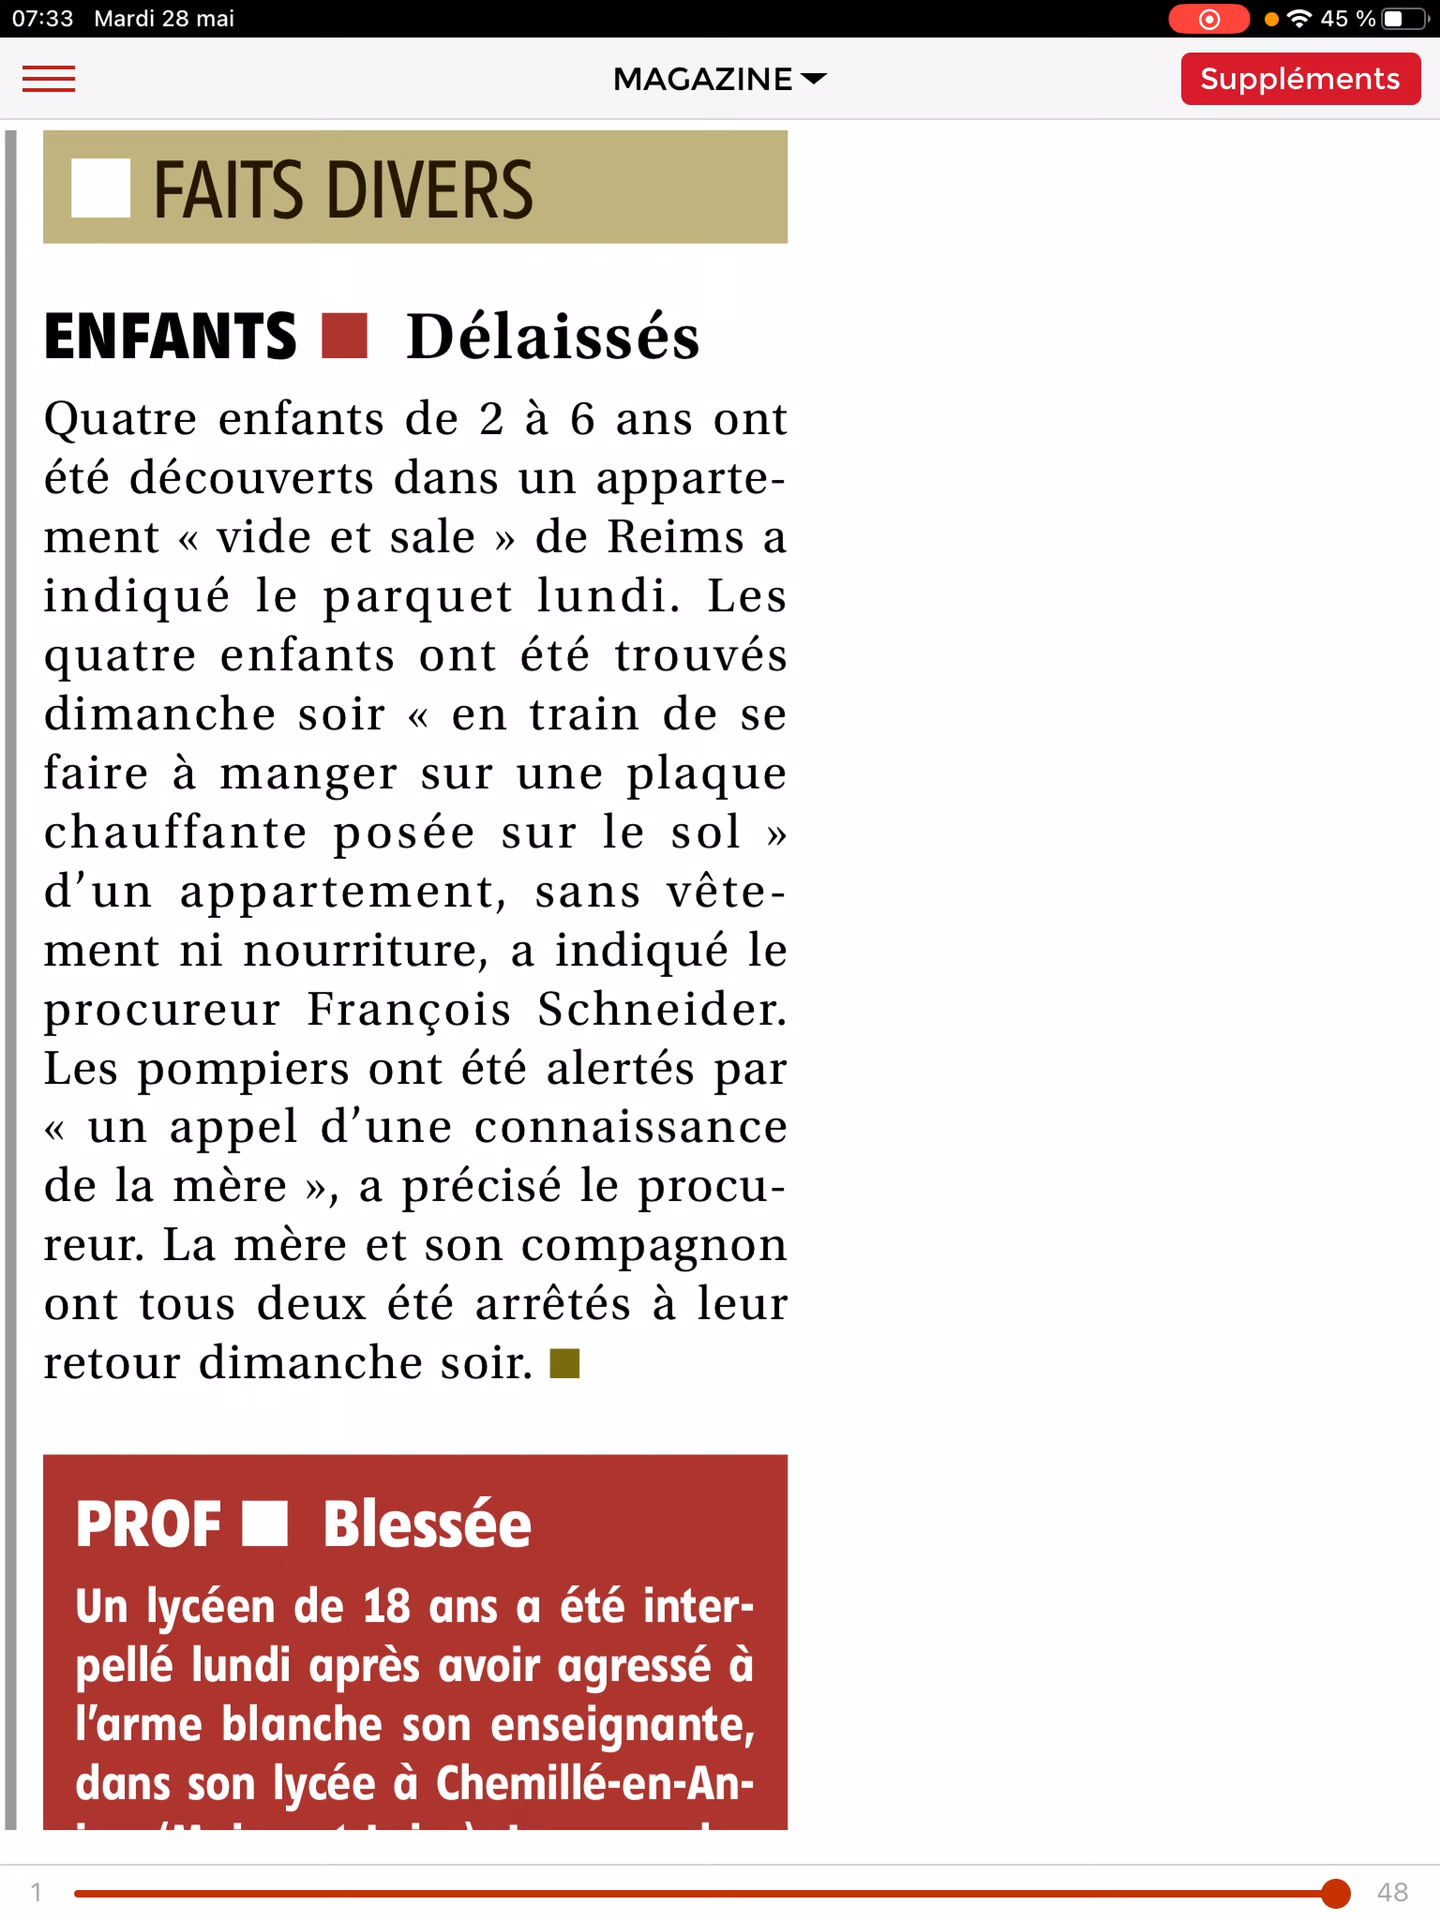 07:33 Mardi 28 mai 45 %
MAGAZINE
Suppléments
FAITS DIVERS
ENFANTS ■ Délaissés
Quatre enfants de 2 à 6 ans ont
été découverts dans un apparte-
ment « vide et sale » de Reims a
indiqué le parquet lundi. Les
quatre enfants ont été trouvés
dimanche soir « en train de se
faire à manger sur une plaque
chauffante posée sur le sol »
d’un appartement, sans vête-
ment ni nourriture, a indiqué le
procureur François Schneider.
Les pompiers ont été alertés par
« un appel d’une connaissance
de la mère », a précisé le procu-
reur. La mère et son compagnon
ont tous deux été arrêtés à leur
retour dimanche soir. ■
PROF ■ Blessée
Un lycéen de 18 ans a été inter-
pellé lundi après avoir agressé à
l’arme blanche son enseignante,
dans son lycée à Chemillé-en-An-
1 48